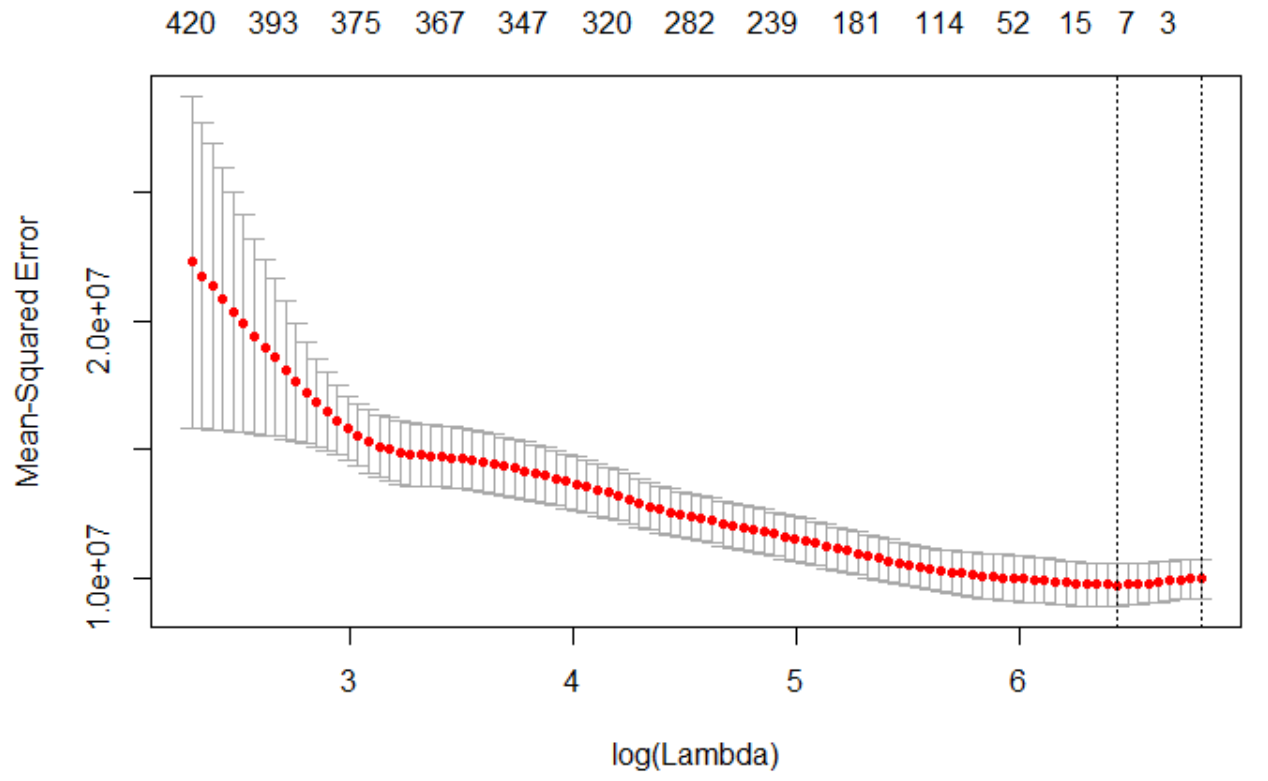 420 393 375 367 347 320 282 239 181 114 52 15 7 3
Mean-Squared Error
2.0e+07
1.0e+07
3 4 5 6
log(Lambda)